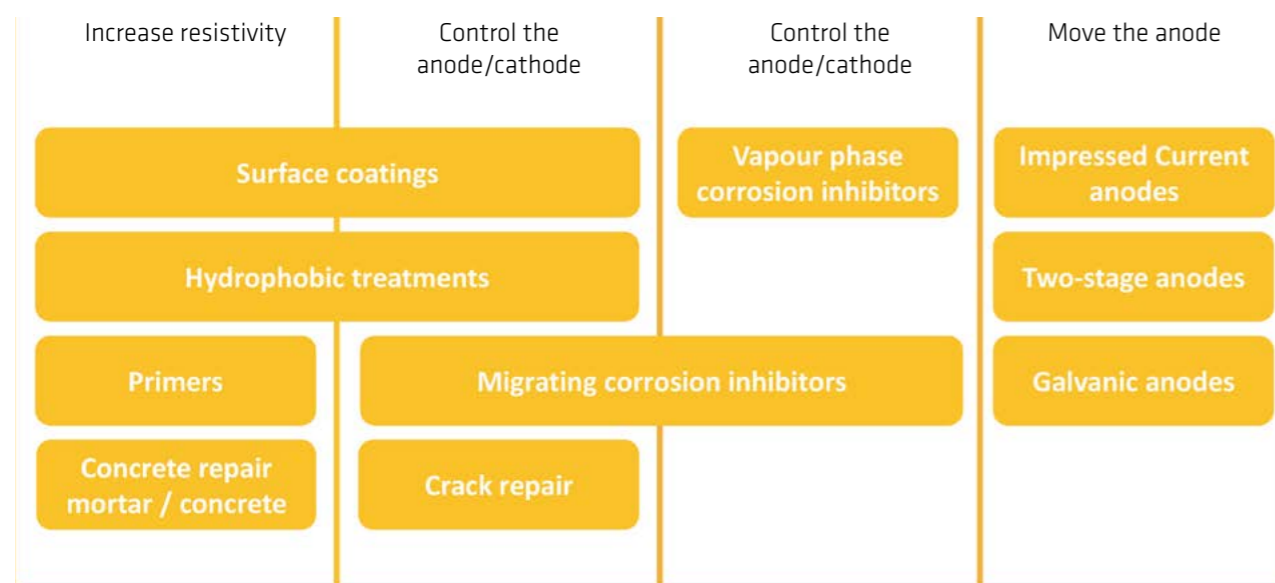 Increase resistivity
Control the
anode/cathode
Control the
anode/cathode
Move the anode
Surface coatings
Vapour phase
corrosion inhibitors
Impressed Current
anodes
Hydrophobic treatments
Two-stage anodes
Primers
Migrating corrosion inhibitors
Galvanic anodes
Concrete repair
mortar / concrete
Crack repair